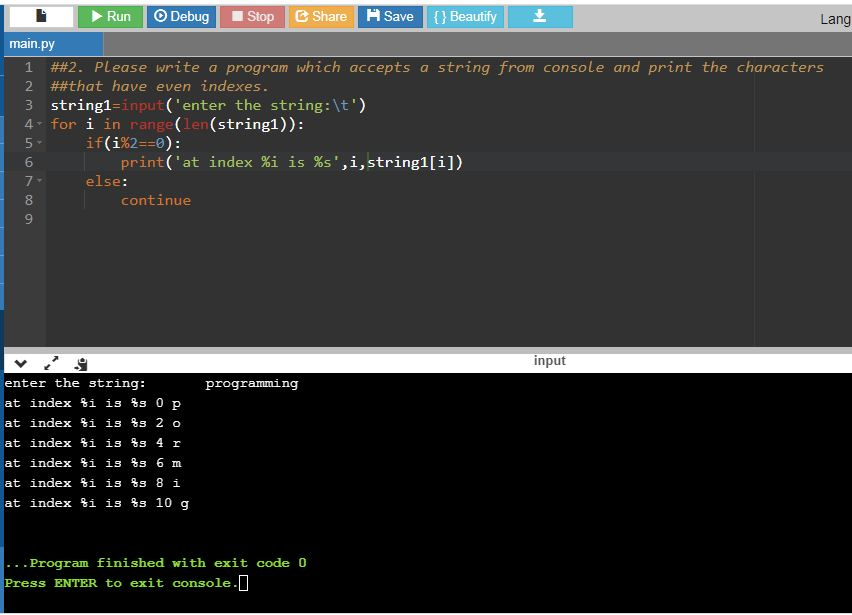 Run Debug Stop Share Save {} Beautify
Lang
main.py
1 ##2. Please write a program which accepts a string from console and print the characters
2 ##that have even indexes.
3 string1=input('enter the string:\t')
4 for i in range(len(string1)):
5 if(i%2==0):
6 print('at index %i is %s',i,string1[i])
7 else:
8 continue
9
input
enter the string: programming
at index %i is %s 0 p
at index %i is %s 2 o
at index %i is %s 4 r
at index %i is %s 6 m
at index %i is %s 8 i
at index %i is %s 10 g
...Program finished with exit code 0
Press ENTER to exit console.